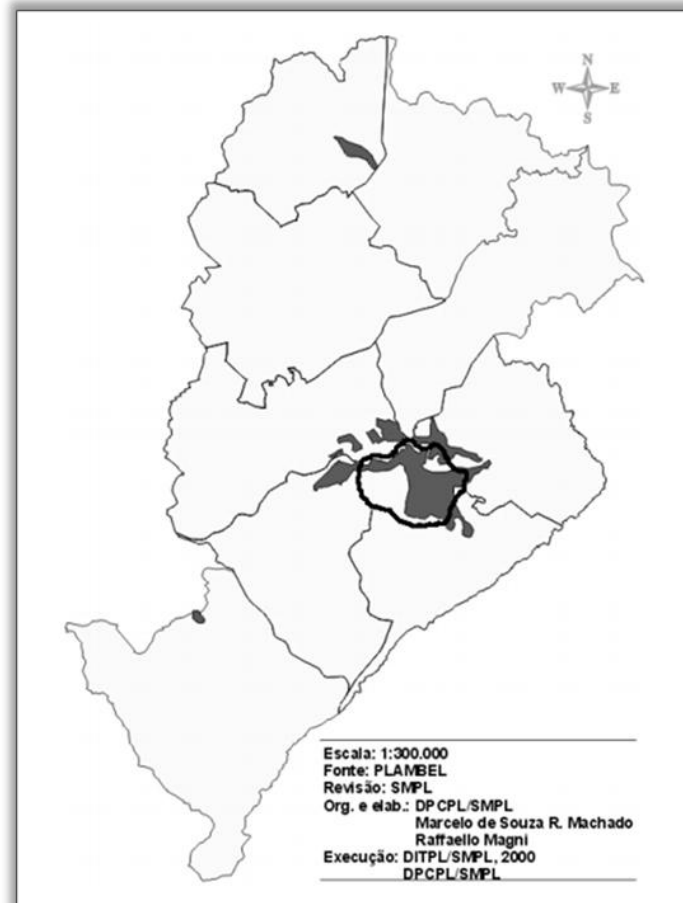 N
W E
S
Escala: 1:300.000
Fonte: PLAMBEL
Revisão: SMPL
Org. e elab.: DPCPL/SMPL
Marcelo de Souza R. Machado
Raffaello Magni
Execução: DITPL/SMPL, 2000
DPCPL/SMPL